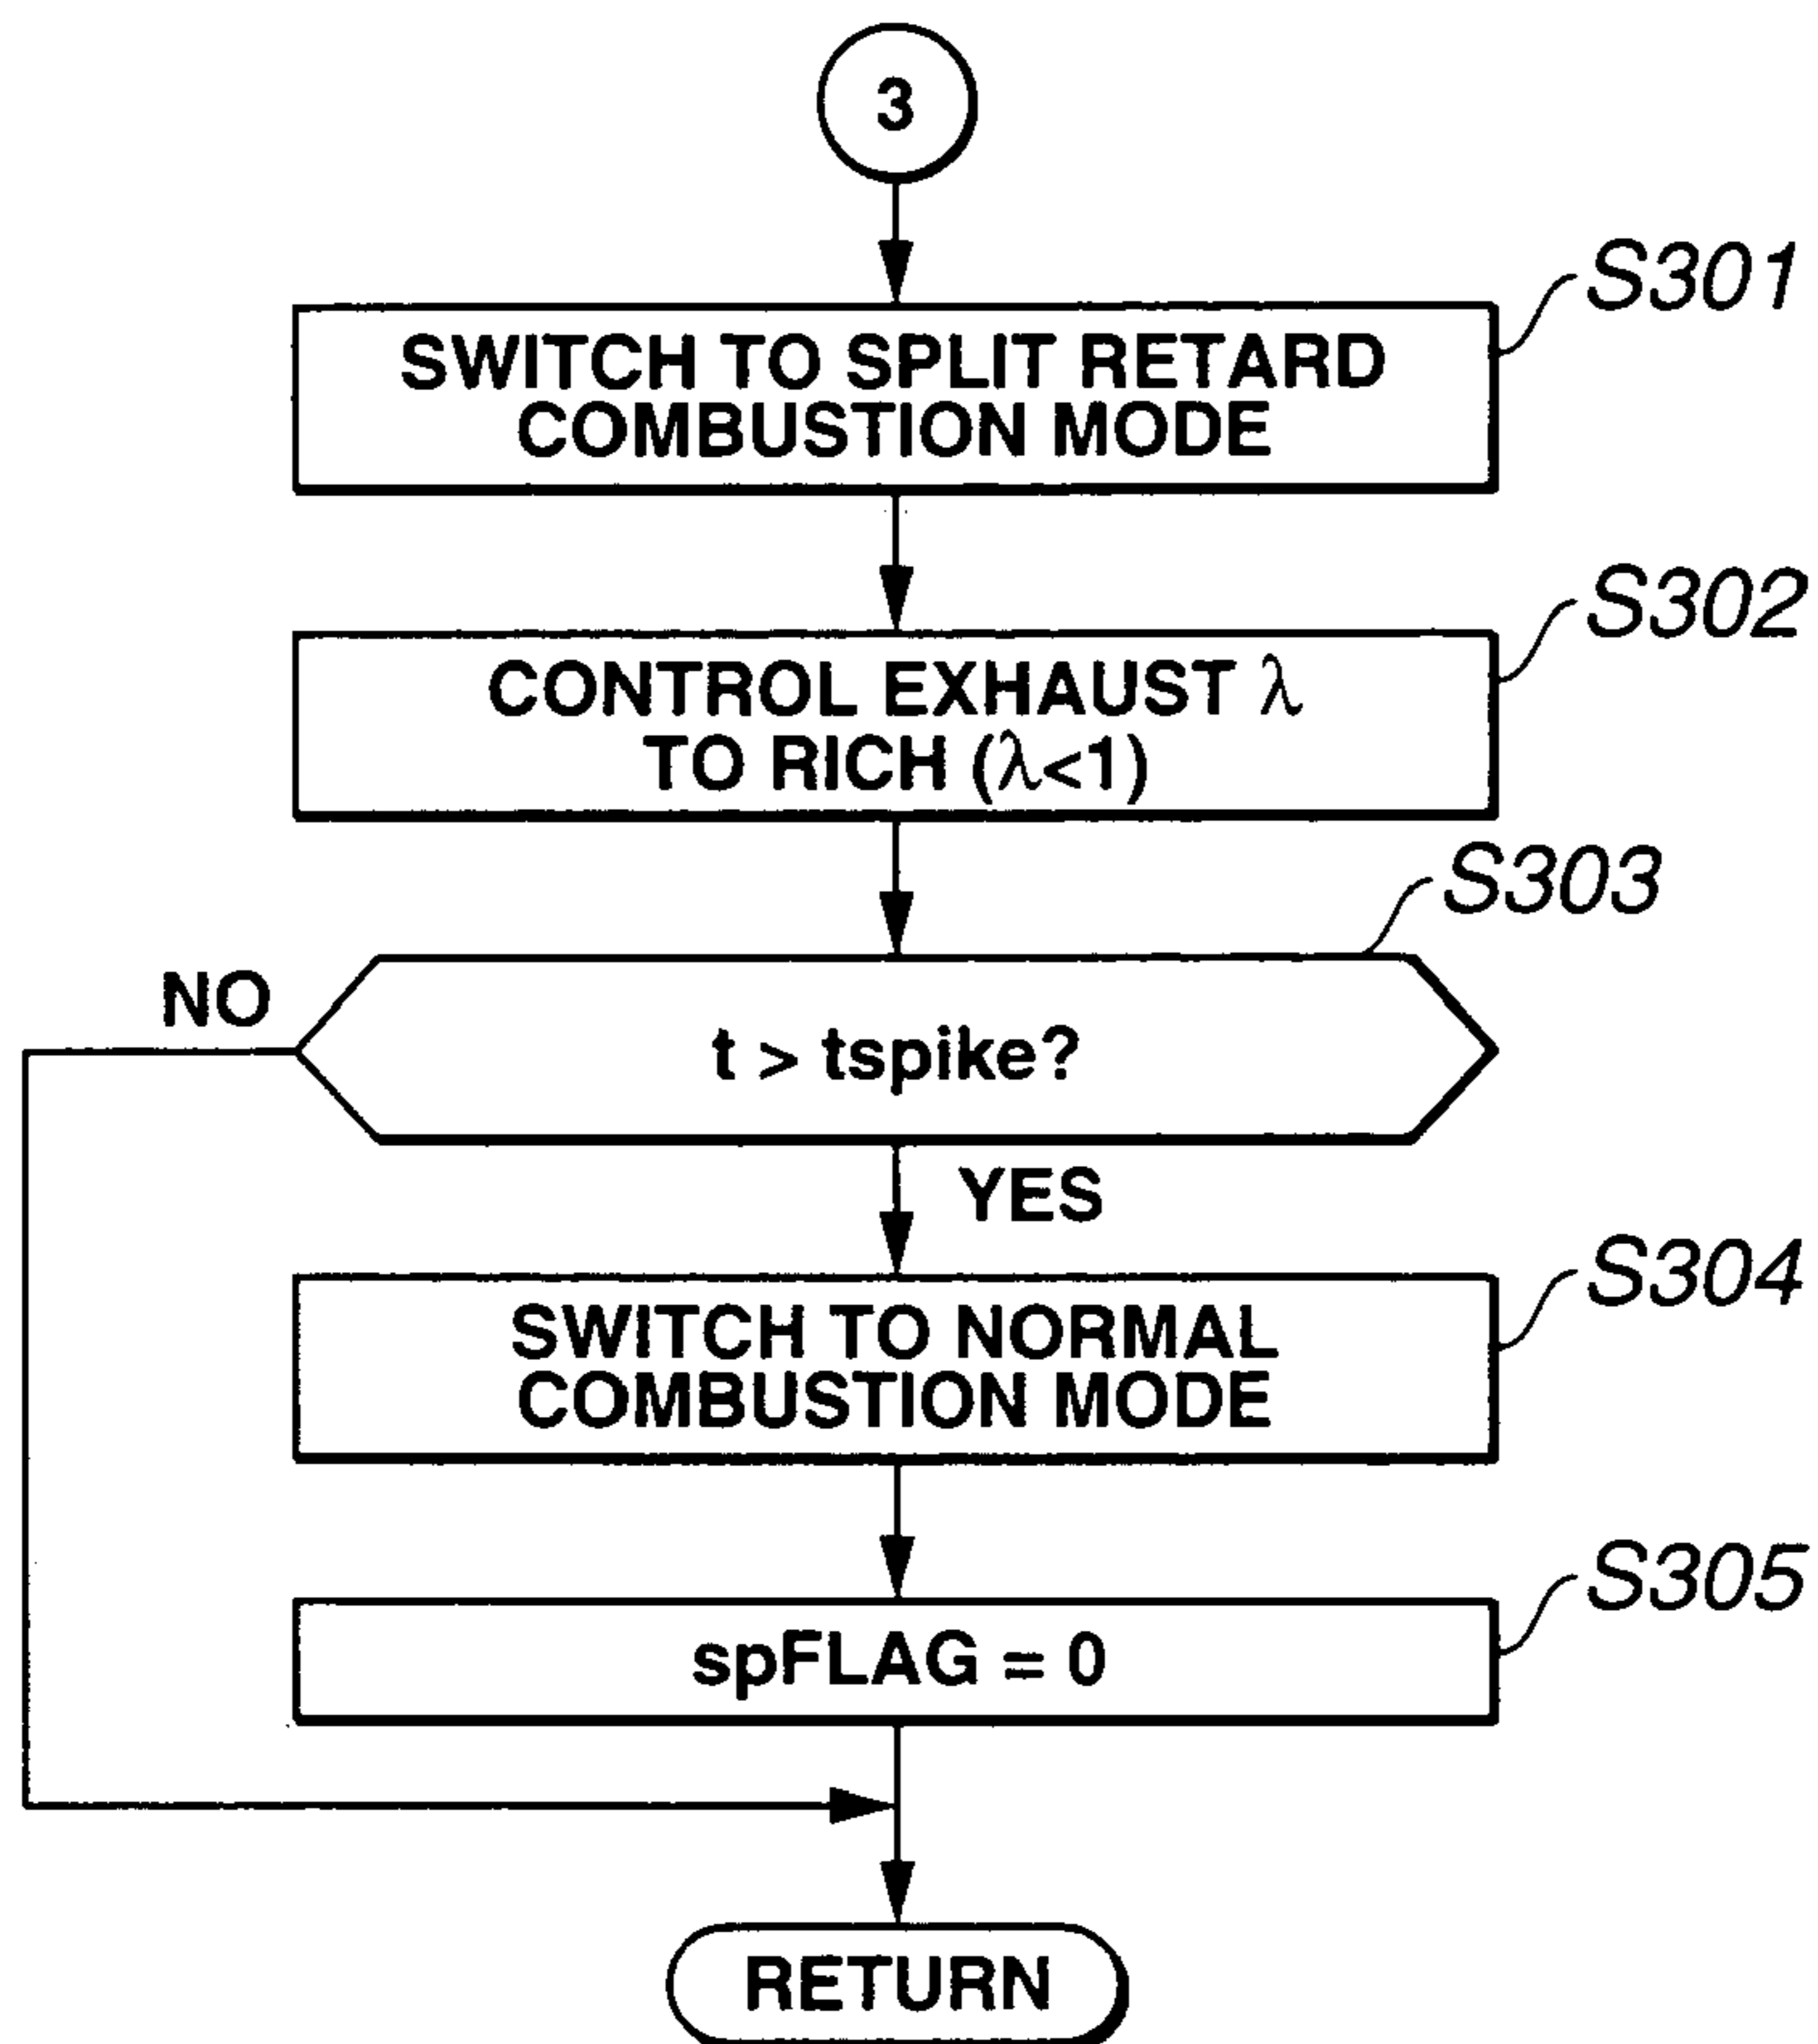 3
S301
SWITCH TO SPLIT RETARD
COMBUSTION MODE
S302
CONTROL EXHAUST λ
TO RICH (λ<1)
S303
NO
t > tspike?
YES
S304
SWITCH TO NORMAL
COMBUSTION MODE
S305
spFLAG = 0
RETURN